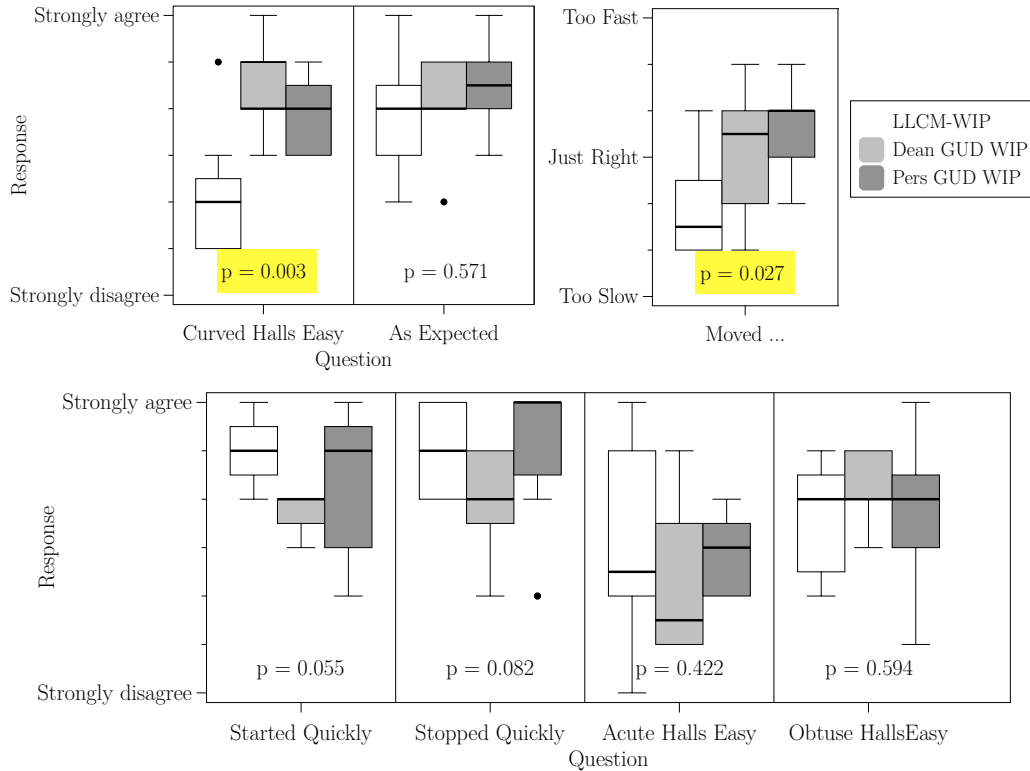 Strongly agree
Response
Strongly disagree
p = 0.003
p = 0.571
Curved Halls Easy
As Expected
Question
Too Fast
Just Right
Too Slow
p = 0.027
Moved ...
LLCM-WIP
Dean GUD WIP
Pers GUD WIP
Strongly agree
Response
Strongly disagree
p = 0.055
p = 0.082
p = 0.422
p = 0.594
Started Quickly
Stopped Quickly
Acute Halls Easy
Obtuse HallsEasy
Question